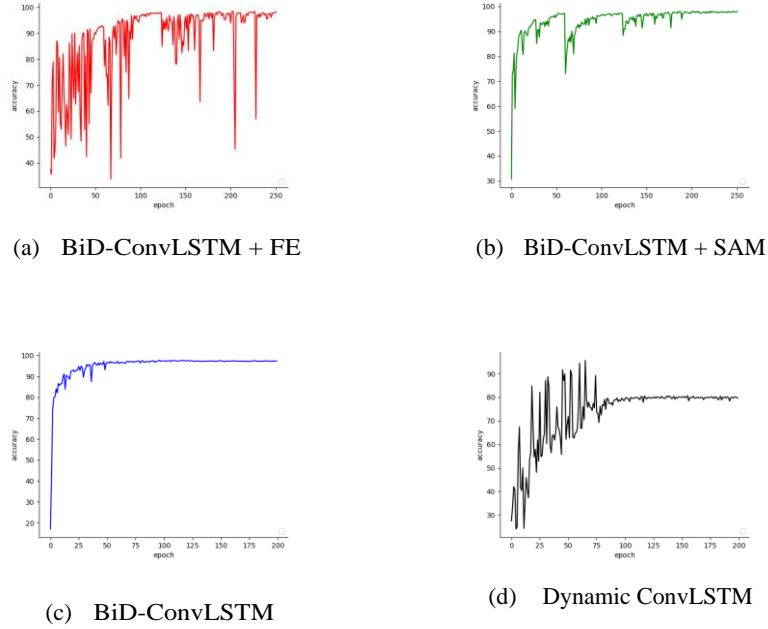 100
90
80
70
60
50
40
accuracy
0 50 100 150 200 250
epoch
(a) BiD-ConvLSTM + FE
100
90
80
70
60
50
40
30
accuracy
0 50 100 150 200 250
epoch
(b) BiD-ConvLSTM + SAM
100
90
80
70
60
50
40
30
20
accuracy
0 25 50 75 100 125 150 175 200
epoch
(c) BiD-ConvLSTM
90
80
70
60
50
40
30
accuracy
0 25 50 75 100 125 150 175 200
epoch
(d) Dynamic ConvLSTM